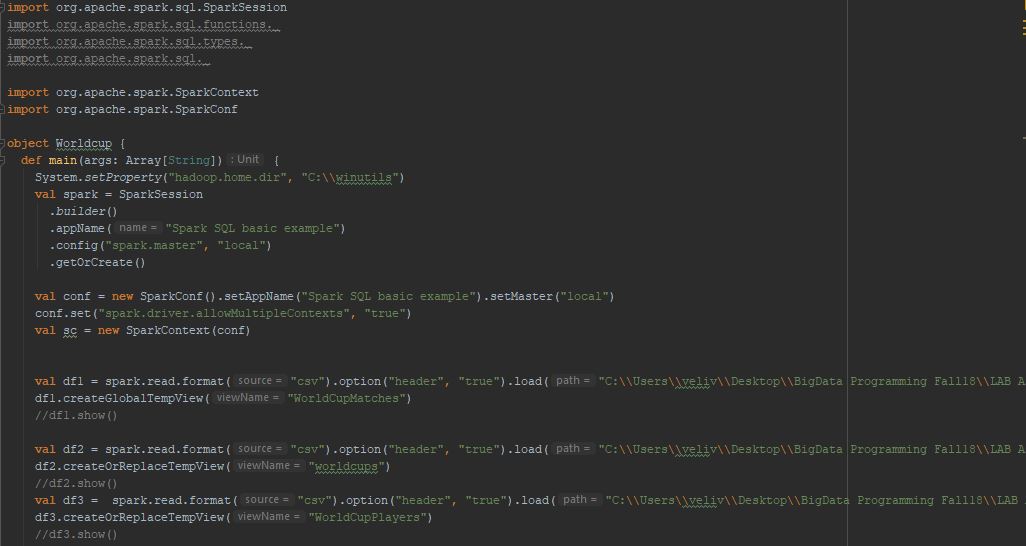 import org.apache.spark.sql.SparkSession
import org.apache.spark.sql.functions._
import org.apache.spark.sql.types._
import org.apache.spark.sql._
import org.apache.spark.SparkContext
import org.apache.spark.SparkConf
object Worldcup {
def main(args: Array[String]) : Unit {
System.setProperty("hadoop.home.dir", "C:\\winutils")
val spark = SparkSession
.builder()
.appName( name = "Spark SQL basic example")
.config("spark.master", "local")
.getOrCreate()
val conf = new SparkConf().setAppName("Spark SQL basic example").setMaster("local")
conf.set("spark.driver.allowMultipleContexts", "true")
val sc = new SparkContext(conf)
val df1 = spark.read.format( source = "csv").option("header", "true").load( path = "C:\\Users\\veliv\\Desktop\\BigData Programming Fall18\\LAB A
df1.createGlobalTempView( viewName = "WorldCupMatches")
//df1.show()
val df2 = spark.read.format( source = "csv").option("header", "true").load( path = "C:\\Users\\veliv\\Desktop\\BigData Programming Fall18\\LAB A
df2.createOrReplaceTempView( viewName = "worldcups")
//df2.show()
val df3 =  spark.read.format( source = "csv").option("header", "true").load( path = "C:\\Users\\veliv\\Desktop\\BigData Programming Fall18\\LAB
df3.createOrReplaceTempView( viewName = "WorldCupPlayers")
//df3.show()